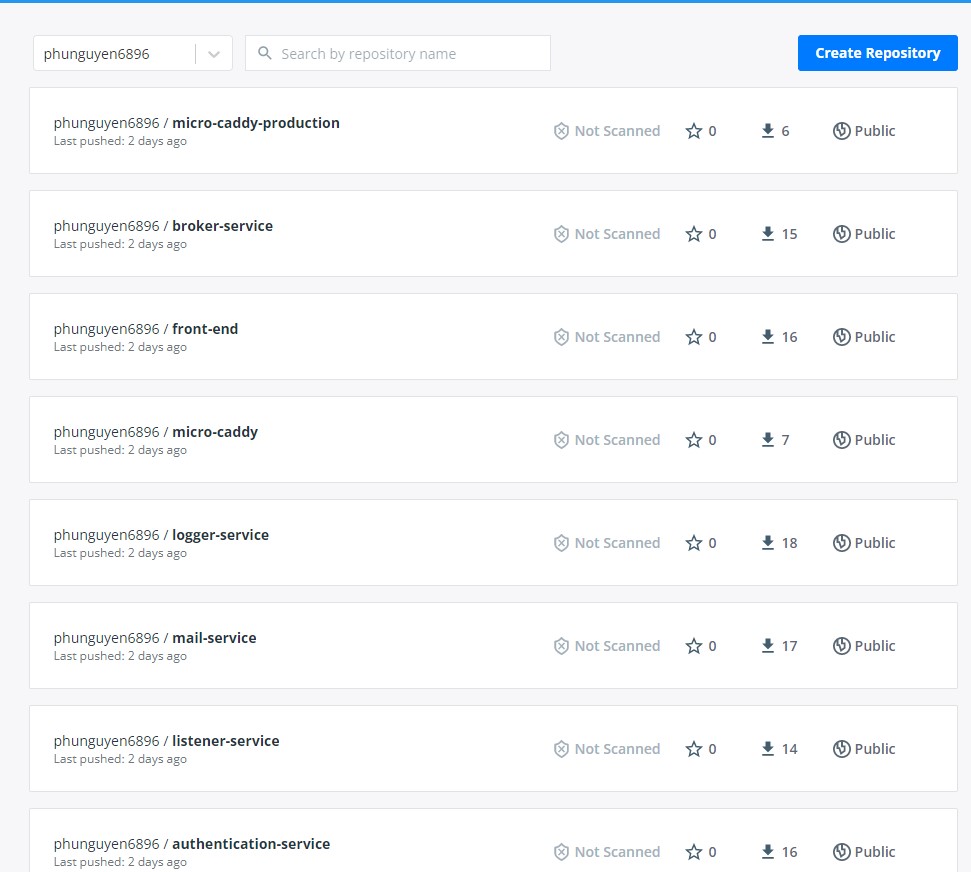 phunguyen6896
Search by repository name
Create Repository
phunguyen6896 / micro-caddy-production
Last pushed: 2 days ago
Not Scanned 0 6 Public
phunguyen6896 / broker-service
Last pushed: 2 days ago
Not Scanned 0 15 Public
phunguyen6896 / front-end
Last pushed: 2 days ago
Not Scanned 0 16 Public
phunguyen6896 / micro-caddy
Last pushed: 2 days ago
Not Scanned 0 7 Public
phunguyen6896 / logger-service
Last pushed: 2 days ago
Not Scanned 0 18 Public
phunguyen6896 / mail-service
Last pushed: 2 days ago
Not Scanned 0 17 Public
phunguyen6896 / listener-service
Last pushed: 2 days ago
Not Scanned 0 14 Public
phunguyen6896 / authentication-service
Last pushed: 2 days ago
Not Scanned 0 16 Public